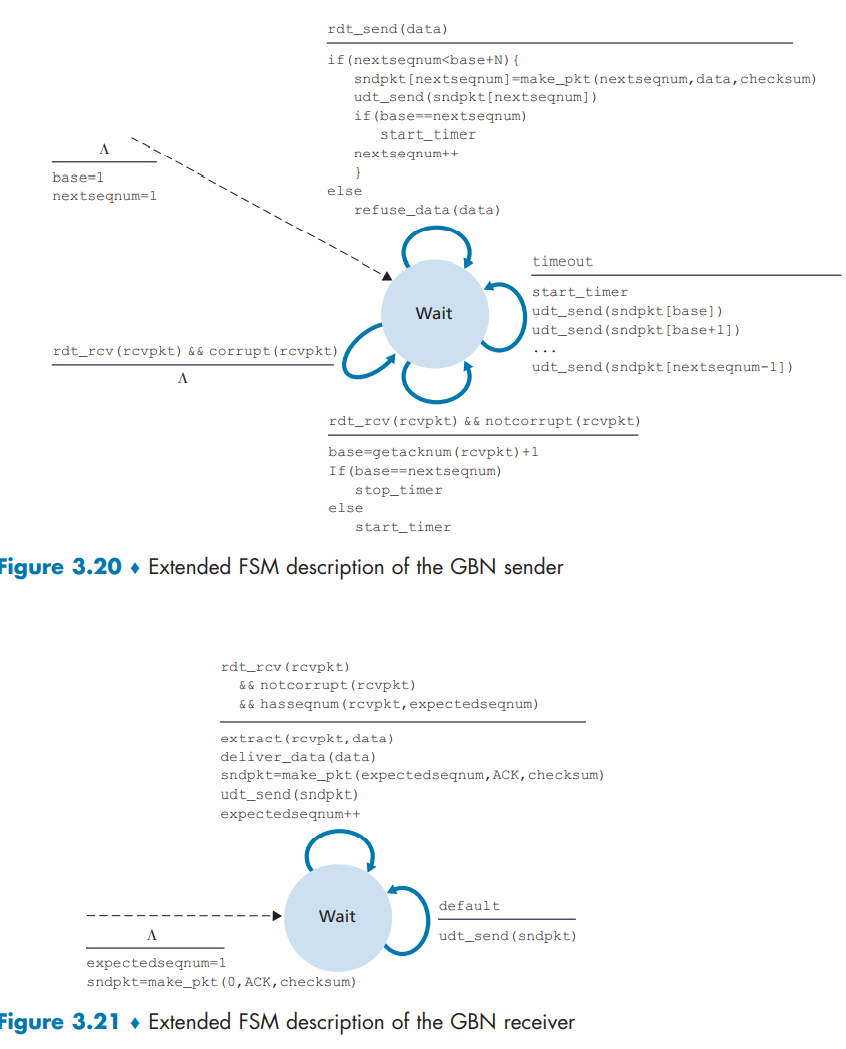 rdt_send(data)
if(nextseqnum<base+N){
sndpkt[nextseqnum]=make_pkt(nextseqnum,data,checksum)
udt_send(sndpkt[nextseqnum])
if(base==nextseqnum)
start_timer
nextseqnum++
}
else
refuse_data(data)
Λ
base=1
nextseqnum=1
timeout
start_timer
udt_send(sndpkt[base])
udt_send(sndpkt[base+1])
...
udt_send(sndpkt[nextseqnum-1])
Wait
rdt_rcv(rcvpkt) && corrupt(rcvpkt)
Λ
rdt_rcv(rcvpkt) && notcorrupt(rcvpkt)
base=getacknum(rcvpkt)+1
If(base==nextseqnum)
stop_timer
else
start_timer
Figure 3.20 ♦ Extended FSM description of the GBN sender
rdt_rcv(rcvpkt)
&& notcorrupt(rcvpkt)
&& hasseqnum(rcvpkt,expectedseqnum)
extract(rcvpkt,data)
deliver_data(data)
sndpkt=make_pkt(expectedseqnum,ACK,checksum)
udt_send(sndpkt)
expectedseqnum++
Wait
default
udt_send(sndpkt)
Λ
expectedseqnum=1
sndpkt=make_pkt(0,ACK,checksum)
Figure 3.21 ♦ Extended FSM description of the GBN receiver